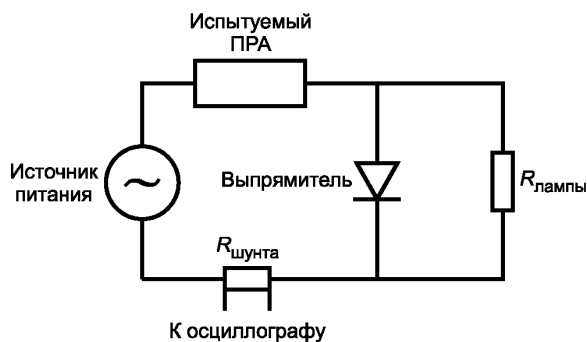 Испытуемый
ПРА
Источник
питания
Выпрямитель
Rлампы
Rшунта
К осциллографу